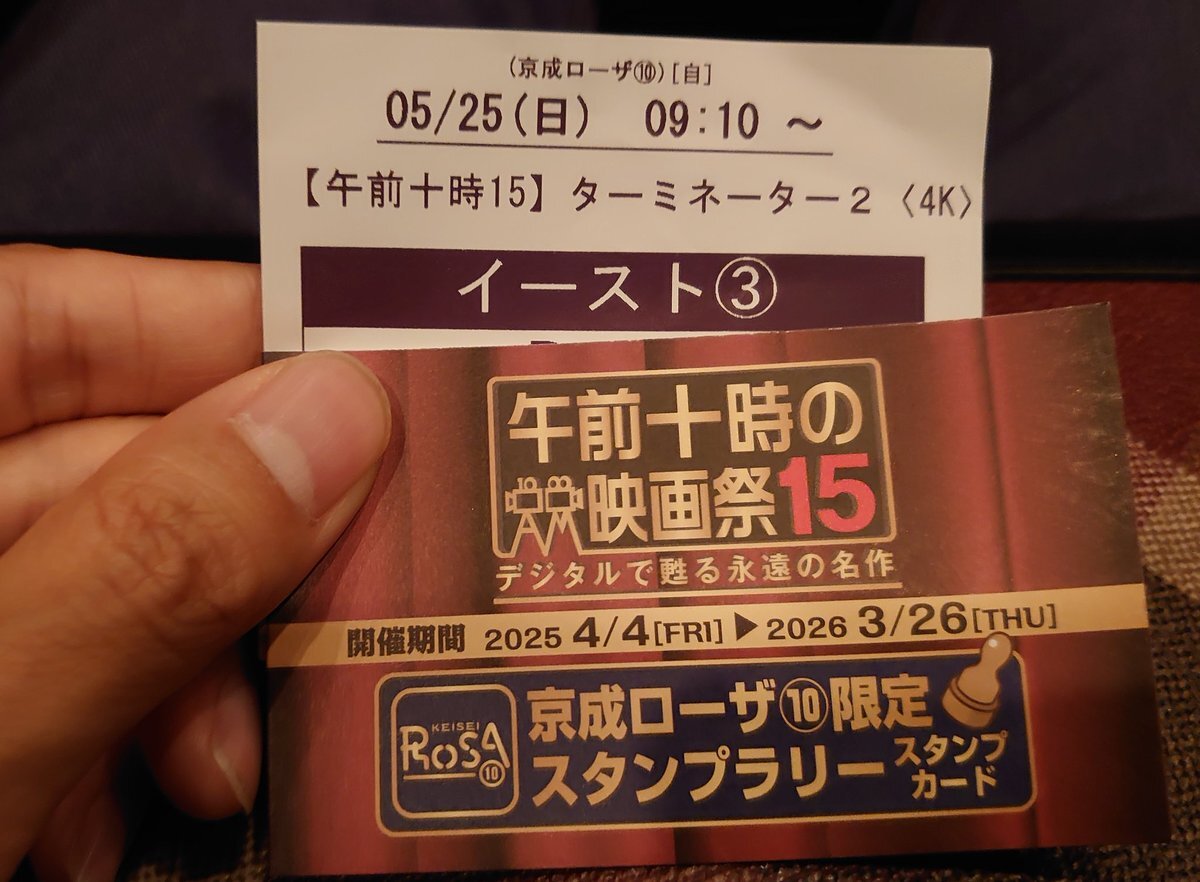 (京成ローザ⑩)[自]
05/25(日) 09:10 ～
【午前十時15】ターミネーター２〈4K〉
イースト③
午前十時の
映画祭15
デジタルで甦る永遠の名作
開催期間 2025 4/4[FRI]▶2026 3/26[THU]
KEISEI
ROSA
⑩
京成ローザ⑩限定
スタンプラリー
スタンプ
カード